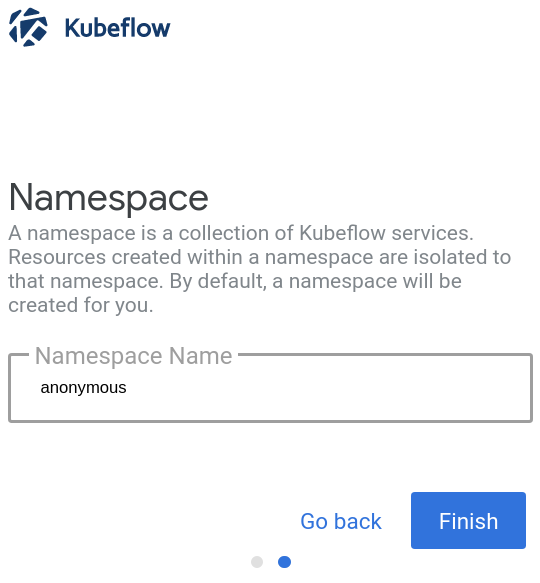 Kubeflow
Namespace
A namespace is a collection of Kubeflow services.
Resources created within a namespace are isolated to
that namespace. By default, a namespace will be
created for you.
Namespace Name
anonymous
Go back
Finish